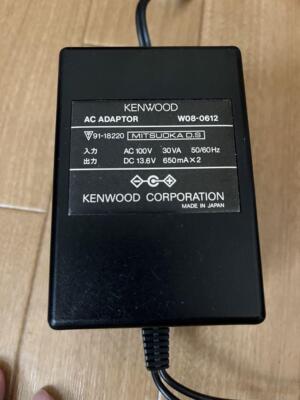 KENWOOD
AC ADAPTOR W08-0612
91-18220 MITSUOKA D.S
入力 AC 100V 30VA 50/60Hz
出力 DC 13.6V 650mA×2
KENWOOD CORPORATION
MADE IN JAPAN